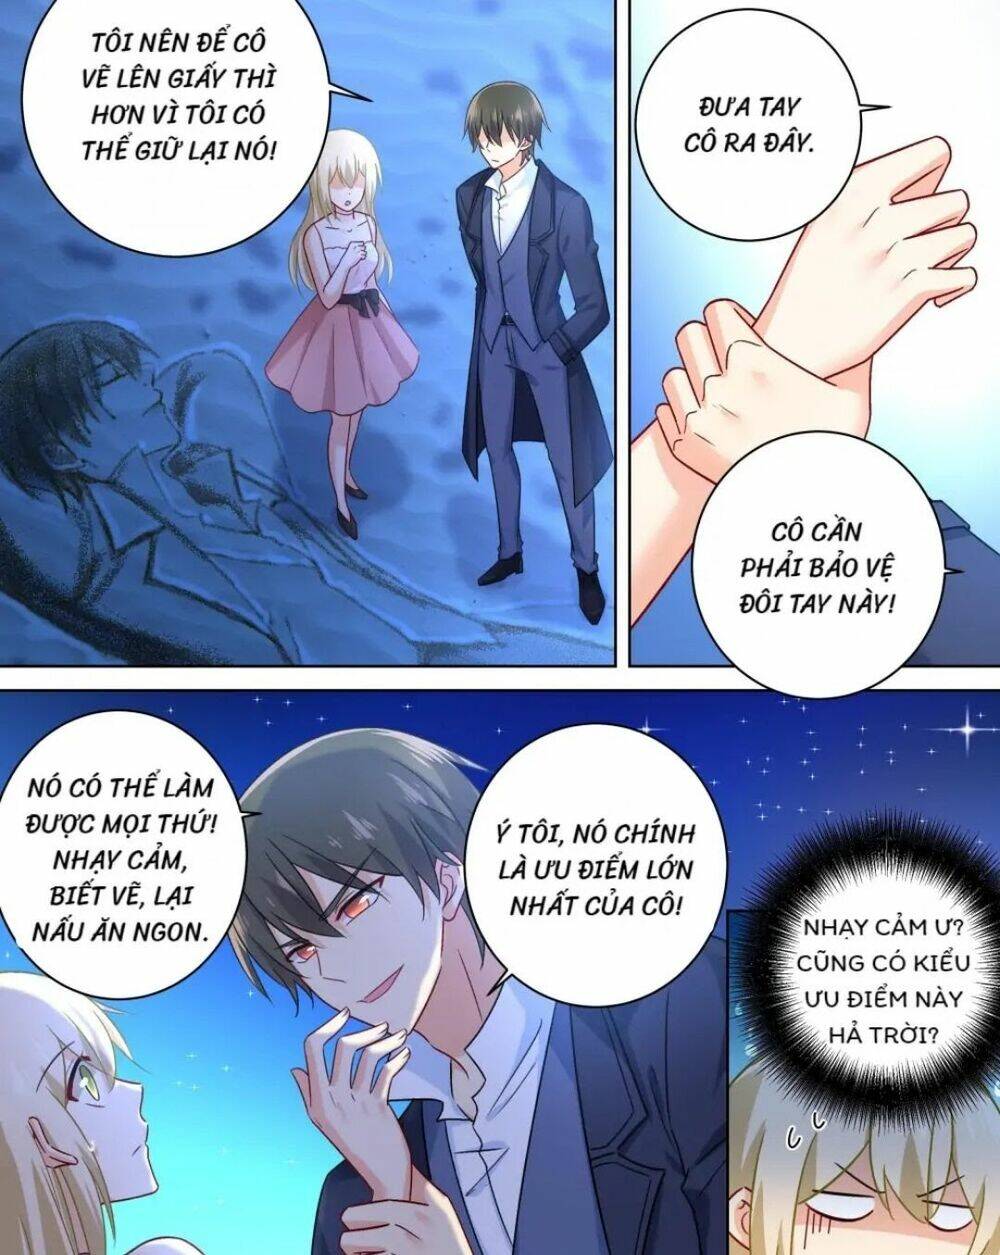 TÔI NÊN ĐỂ CÔ
VẼ LÊN GIẤY THÌ
HƠN VÌ TÔI CÓ
THỂ GIỮ LẠI NÓ!
ĐƯA TAY
CÔ RA ĐÂY.
CÔ CẦN
PHẢI BẢO VỆ
ĐÔI TAY NÀY!
NÓ CÓ THỂ LÀM
ĐƯỢC MỌI THỨ!
NHẠY CẢM,
BIẾT VẼ, LẠI
NẤU ĂN NGON.
Ý TÔI, NÓ CHÍNH
LÀ ƯU ĐIỂM LỚN
NHẤT CỦA CÔ!
NHẠY CẢM Ư?
CŨNG CÓ KIỂU
ƯU ĐIỂM NÀY
HẢ TRỜI?